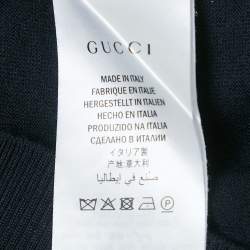 GUCCI
MADE IN ITALY
FABRIQUE EN ITALIE
HERGESTELLT IN ITALIEN
HECHO EN ITALIA
PRODUZIDO NA ITALIA
СДЕЛАНО В ИТАЛИИ
イタリア製
产地意大利
صنع في ايطاليا